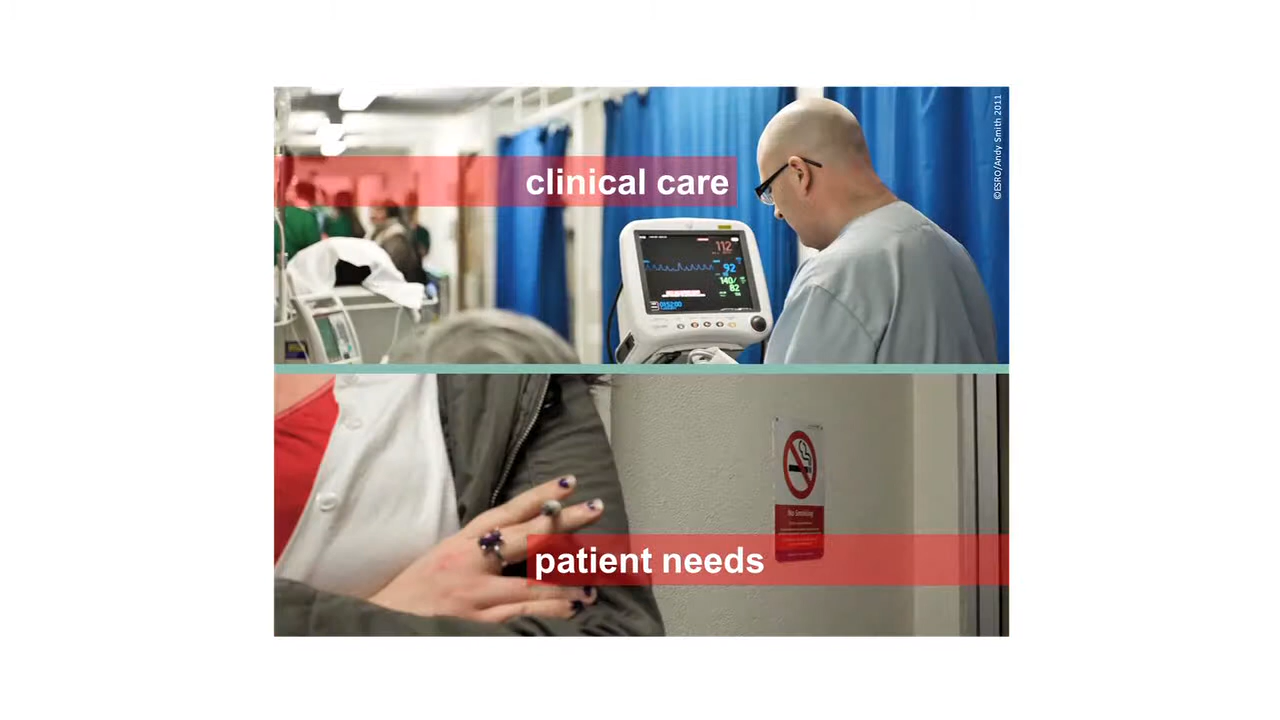 ©ESRO/Andy Smith 2011
clinical care
112
92
140/
82
No Smoking
patient needs